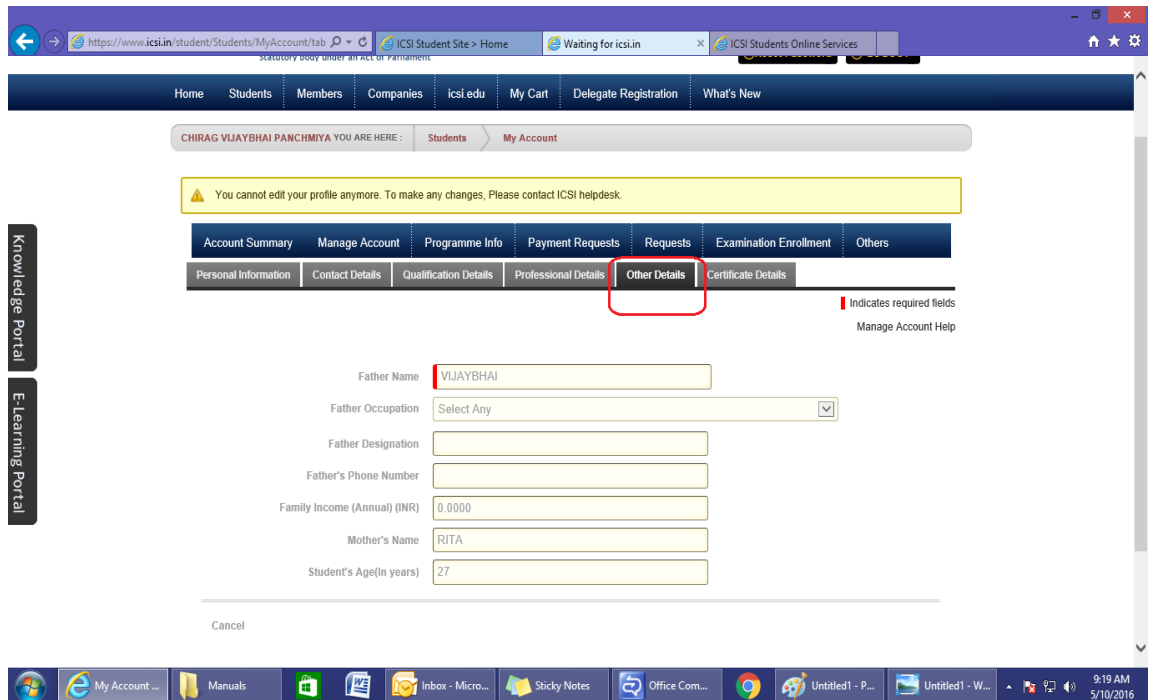 https://www.icsi.in/student/Students/MyAccount/tab
ICSI Student Site > Home
Waiting for icsi.in
ICSI Students Online Services
Statutory body under an Act of Parliament
Home Students Members Companies icsi.edu My Cart Delegate Registration What's New
CHIRAG VIJAYBHAI PANCHMIYA YOU ARE HERE : Students My Account
You cannot edit your profile anymore. To make any changes, Please contact ICSI helpdesk.
Account Summary Manage Account Programme Info Payment Requests Requests Examination Enrollment Others
Personal Information Contact Details Qualification Details Professional Details Other Details Certificate Details
Indicates required fields
Manage Account Help
Knowledge Portal
E-Learning Portal
Father Name VIJAYBHAI
Father Occupation Select Any
Father Designation
Father's Phone Number
Family Income (Annual) (INR) 0.0000
Mother's Name RITA
Student's Age(In years) 27
Cancel
My Account ... Manuals Inbox - Micro... Sticky Notes Office Com... Untitled1 - P... Untitled1 - W... 9:19 AM
5/10/2016